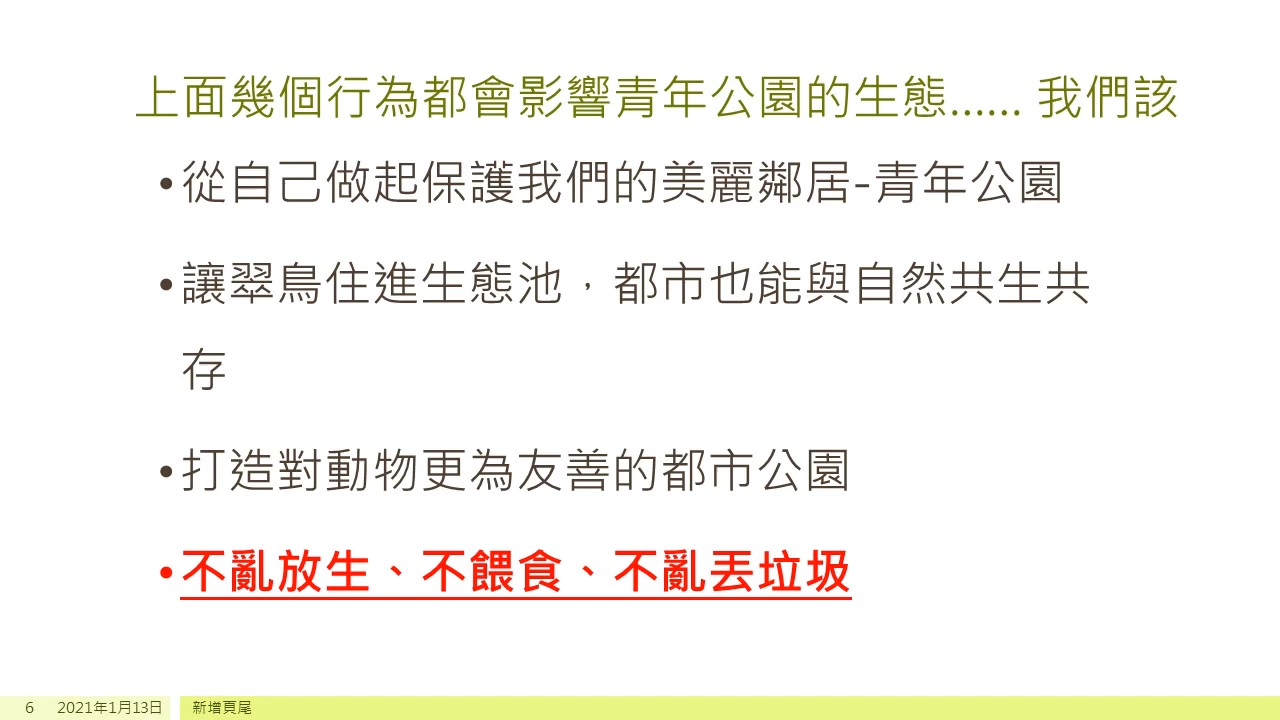 上面幾個行為都會影響青年公園的生態...... 我們該
•從自己做起保護我們的美麗鄰居-青年公園
•讓翠鳥住進生態池，都市也能與自然共生共
存
•打造對動物更為友善的都市公園
•不亂放生、不餵食、不亂丟垃圾
6 2021年1月13日 新增頁尾